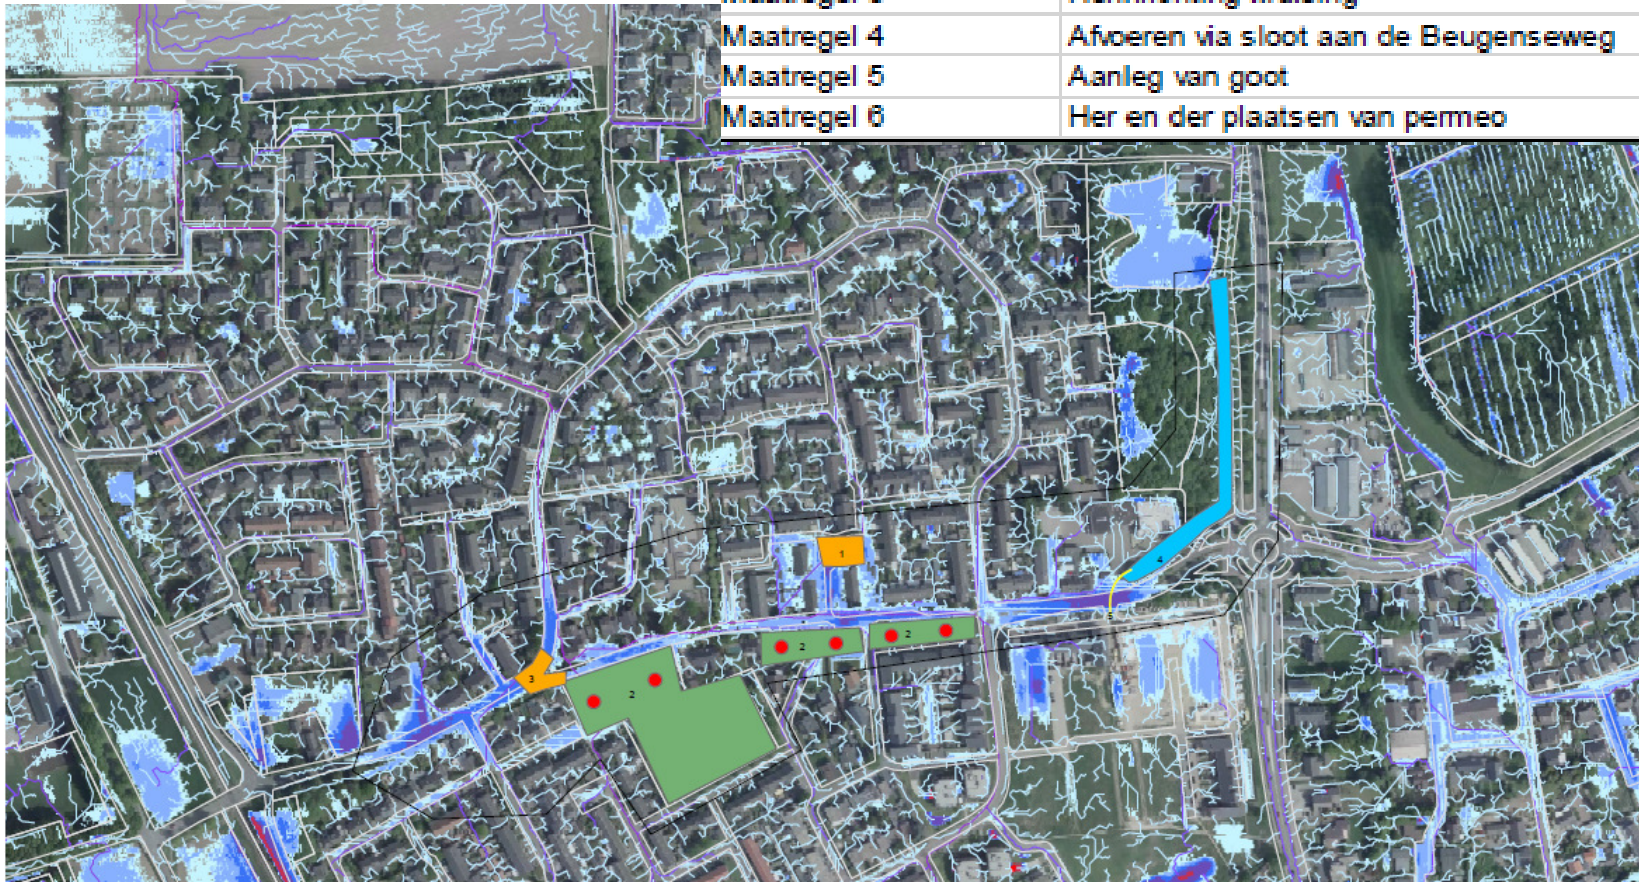 Maatregel 4 Afvoeren via sloot aan de Beugenseweg
Maatregel 5 Aanleg van goot
Maatregel 6 Her en der plaatsen van permeo
1
4
5
2
2
3
2